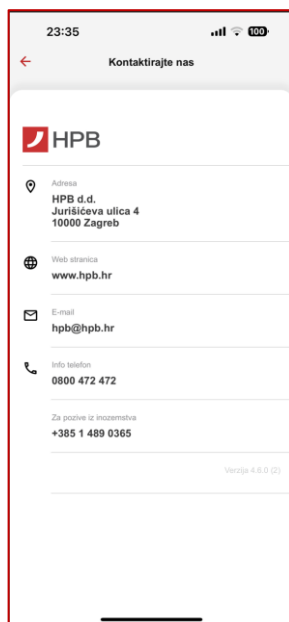 23:35
100
Kontaktirajte nas
HPB
Adresa
HPB d.d.
Jurišićeva ulica 4
10000 Zagreb
Web stranica
www.hpb.hr
E-mail
hpb@hpb.hr
Info telefon
0800 472 472
Za pozive iz inozemstva
+385 1 489 0365
Verzija 4.6.0 (2)